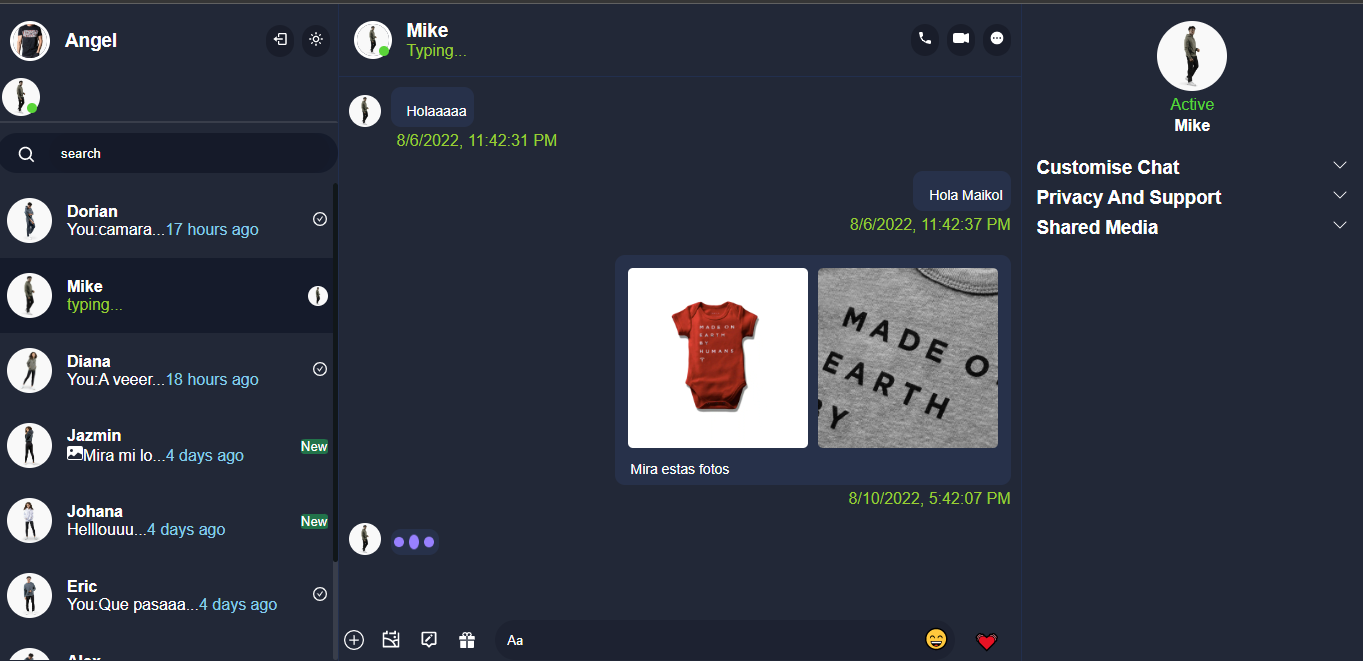 Angel
search
Dorian
You:camara...17 hours ago
Mike
typing...
Diana
You:A veeer...18 hours ago
Jazmin
Mira mi lo...4 days ago
New
Johana
Helllouuu...4 days ago
New
Eric
You:Que pasaaa...4 days ago
Alex
Mike
Typing...
Holaaaaa
8/6/2022, 11:42:31 PM
Hola Maikol
8/6/2022, 11:42:37 PM
MADE ON
EARTH
BY
HUMANS
MADE O
EARTH
BY
Mira estas fotos
8/10/2022, 5:42:07 PM
Aa
Active
Mike
Customise Chat
Privacy And Support
Shared Media